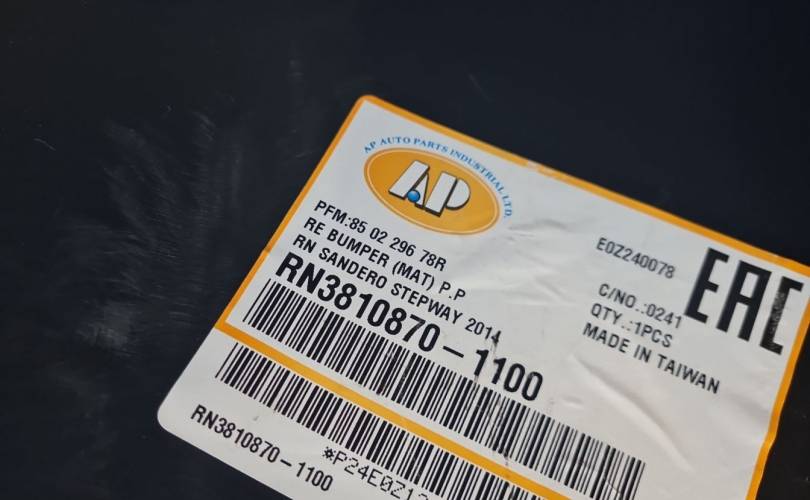 AP AUTO PARTS INDUSTRIAL LTD.
AP
PFM:85 02 296 78R
RE BUMPER (MAT) P.P
RN SANDERO STEPWAY 2014
RN3810870-1100
E0Z240078
C/NO.:0241
QTY.:1PCS
MADE IN TAIWAN
EAC
RN3810870-1100